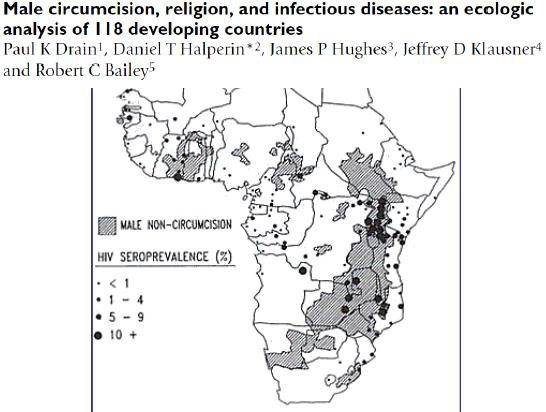 Male circumcision, religion, and infectious diseases: an ecologic
analysis of 118 developing countries
Paul K Drain1, Daniel T Halperin*2, James P Hughes3, Jeffrey D Klausner4
and Robert C Bailey5
MALE NON-CIRCUMCISION
HIV SEROPREVALENCE (%)
< 1
1 - 4
5 - 9
10 +